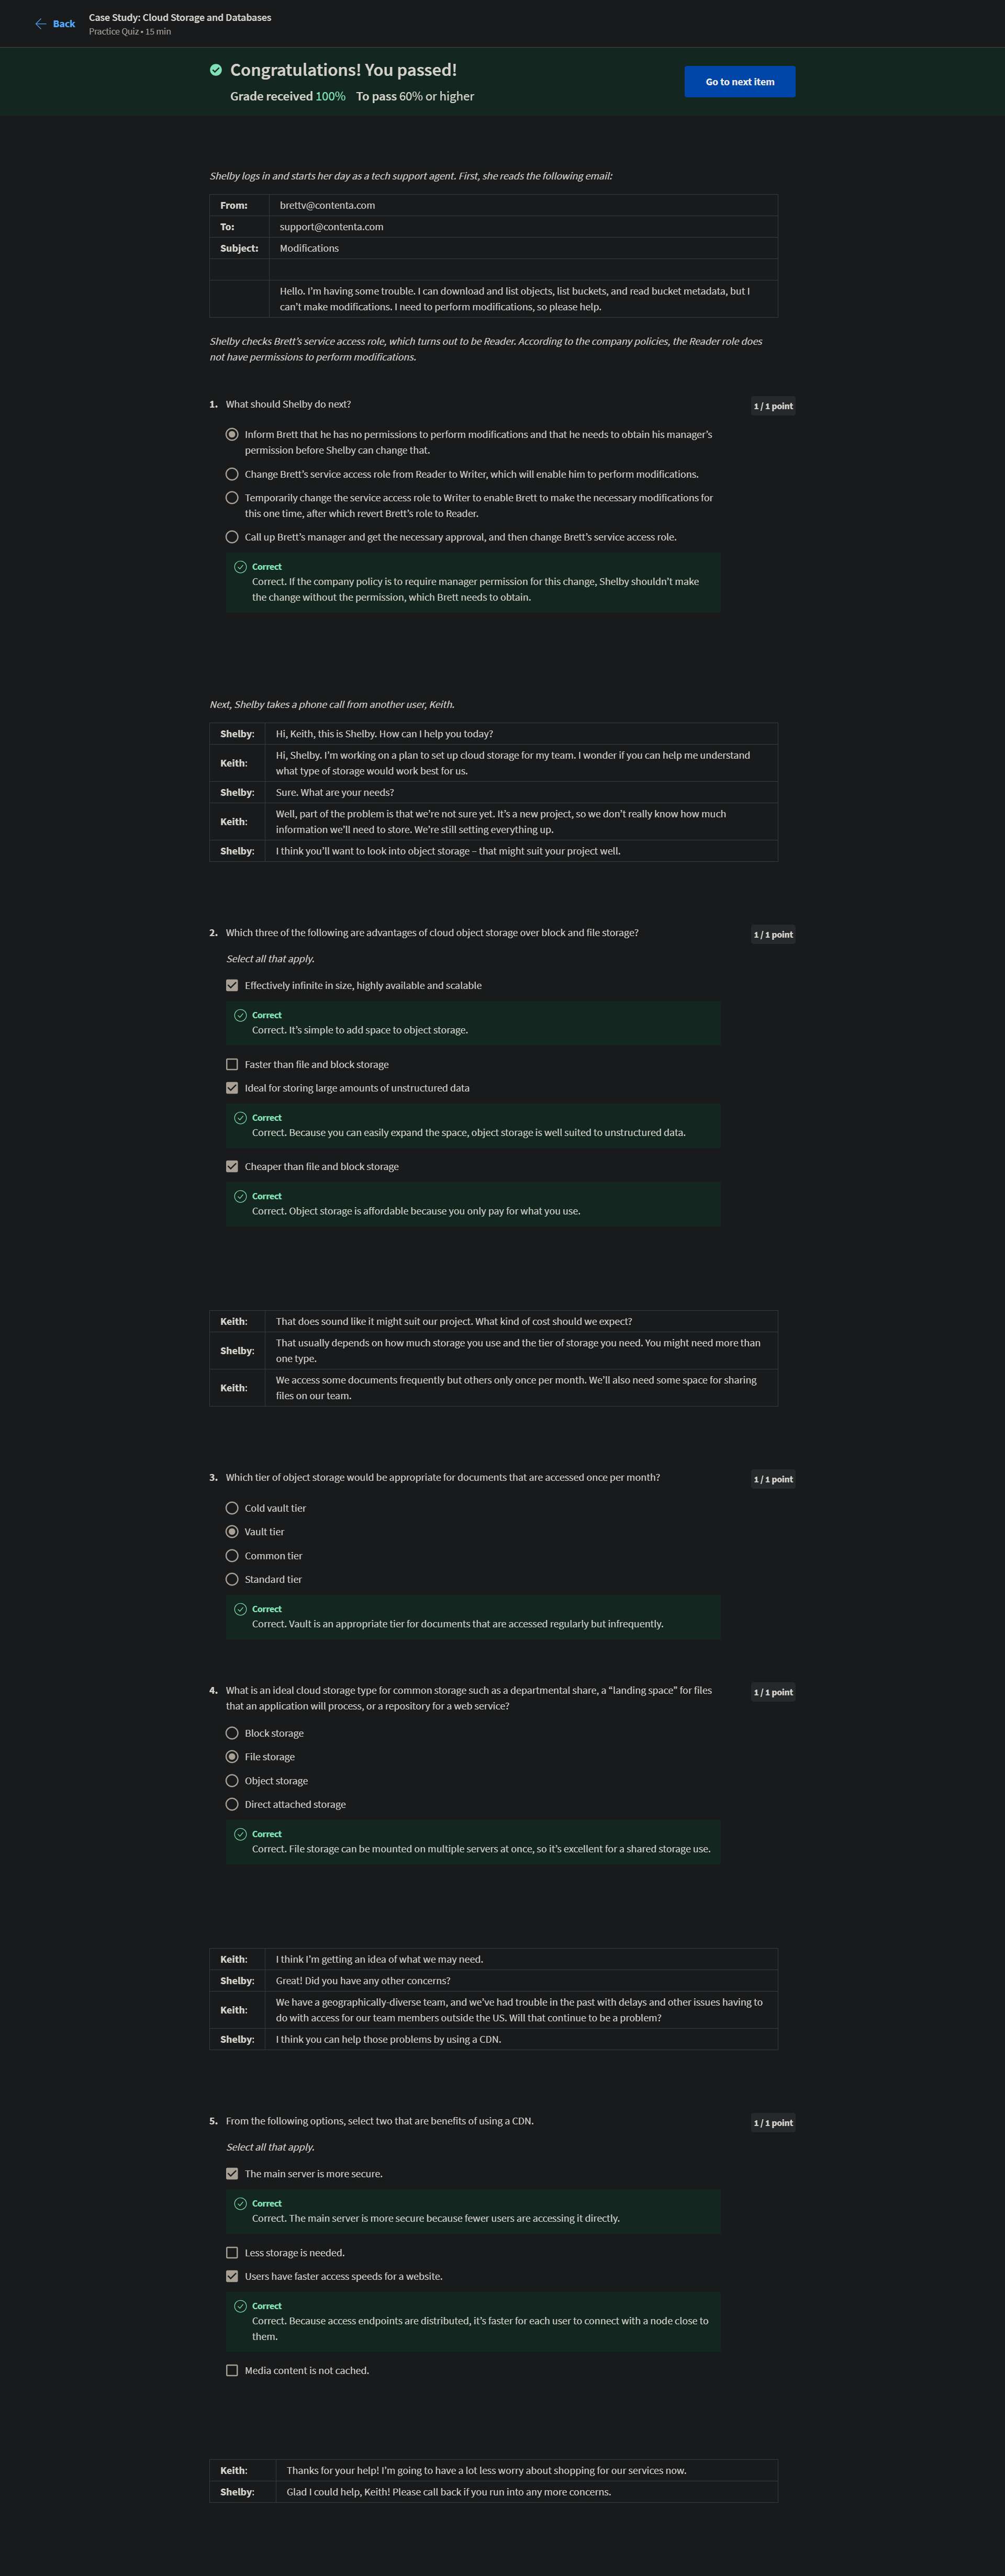 Back
Case Study: Cloud Storage and Databases
Practice Quiz • 15 min
Congratulations! You passed!
Grade received 100% To pass 60% or higher
Go to next item
Shelby logs in and starts her day as a tech support agent. First, she reads the following email:
From: brettv@contenta.com
To: support@contenta.com
Subject: Modifications
Hello. I’m having some trouble. I can download and list objects, list buckets, and read bucket metadata, but I
can’t make modifications. I need to perform modifications, so please help.
Shelby checks Brett’s service access role, which turns out to be Reader. According to the company policies, the Reader role does
not have permissions to perform modifications.
1. What should Shelby do next?
1 / 1 point
Inform Brett that he has no permissions to perform modifications and that he needs to obtain his manager’s
permission before Shelby can change that.
Change Brett’s service access role from Reader to Writer, which will enable him to perform modifications.
Temporarily change the service access role to Writer to enable Brett to make the necessary modifications for
this one time, after which revert Brett’s role to Reader.
Call up Brett’s manager and get the necessary approval, and then change Brett’s service access role.
Correct
Correct. If the company policy is to require manager permission for this change, Shelby shouldn’t make
the change without the permission, which Brett needs to obtain.
Next, Shelby takes a phone call from another user, Keith.
Shelby: Hi, Keith, this is Shelby. How can I help you today?
Keith: Hi, Shelby. I’m working on a plan to set up cloud storage for my team. I wonder if you can help me understand
what type of storage would work best for us.
Shelby: Sure. What are your needs?
Keith: Well, part of the problem is that we’re not sure yet. It’s a new project, so we don’t really know how much
information we’ll need to store. We’re still setting everything up.
Shelby: I think you’ll want to look into object storage – that might suit your project well.
2. Which three of the following are advantages of cloud object storage over block and file storage?
1 / 1 point
Select all that apply.
Effectively infinite in size, highly available and scalable
Correct
Correct. It’s simple to add space to object storage.
Faster than file and block storage
Ideal for storing large amounts of unstructured data
Correct
Correct. Because you can easily expand the space, object storage is well suited to unstructured data.
Cheaper than file and block storage
Correct
Correct. Object storage is affordable because you only pay for what you use.
Keith: That does sound like it might suit our project. What kind of cost should we expect?
Shelby: That usually depends on how much storage you use and the tier of storage you need. You might need more than
one type.
Keith: We access some documents frequently but others only once per month. We’ll also need some space for sharing
files on our team.
3. Which tier of object storage would be appropriate for documents that are accessed once per month?
1 / 1 point
Cold vault tier
Vault tier
Common tier
Standard tier
Correct
Correct. Vault is an appropriate tier for documents that are accessed regularly but infrequently.
4. What is an ideal cloud storage type for common storage such as a departmental share, a “landing space” for files
that an application will process, or a repository for a web service?
1 / 1 point
Block storage
File storage
Object storage
Direct attached storage
Correct
Correct. File storage can be mounted on multiple servers at once, so it’s excellent for a shared storage use.
Keith: I think I’m getting an idea of what we may need.
Shelby: Great! Did you have any other concerns?
Keith: We have a geographically-diverse team, and we’ve had trouble in the past with delays and other issues having to
do with access for our team members outside the US. Will that continue to be a problem?
Shelby: I think you can help those problems by using a CDN.
5. From the following options, select two that are benefits of using a CDN.
1 / 1 point
Select all that apply.
The main server is more secure.
Correct
Correct. The main server is more secure because fewer users are accessing it directly.
Less storage is needed.
Users have faster access speeds for a website.
Correct
Correct. Because access endpoints are distributed, it’s faster for each user to connect with a node close to
them.
Media content is not cached.
Keith: Thanks for your help! I’m going to have a lot less worry about shopping for our services now.
Shelby: Glad I could help, Keith! Please call back if you run into any more concerns.